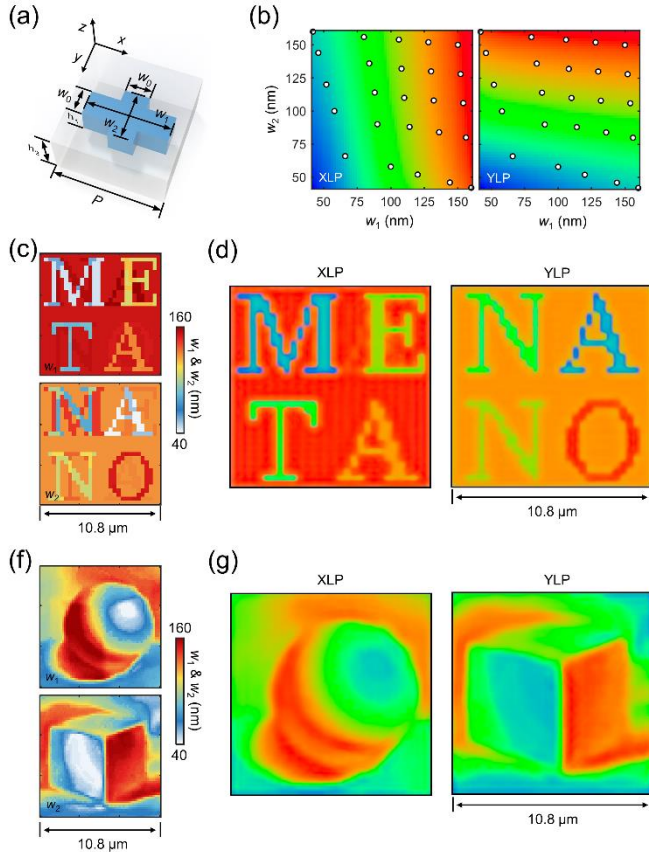 (a)
z
x
y
w₀
w₀
w₁
w₂
h₁
h₂
P
(b)
w₂ (nm)
150
125
100
75
50
XLP
YLP
50 75 100 125 150
50 75 100 125 150
w₁ (nm)
w₁ (nm)
(c)
M E
T A
w₁
N A
N O
w₂
160
w₁ & w₂ (nm)
40
10.8 µm
(d)
XLP
YLP
M E
T A
N A
N O
10.8 µm
(f)
w₁
w₂
160
w₁ & w₂ (nm)
40
10.8 µm
(g)
XLP
YLP
10.8 µm